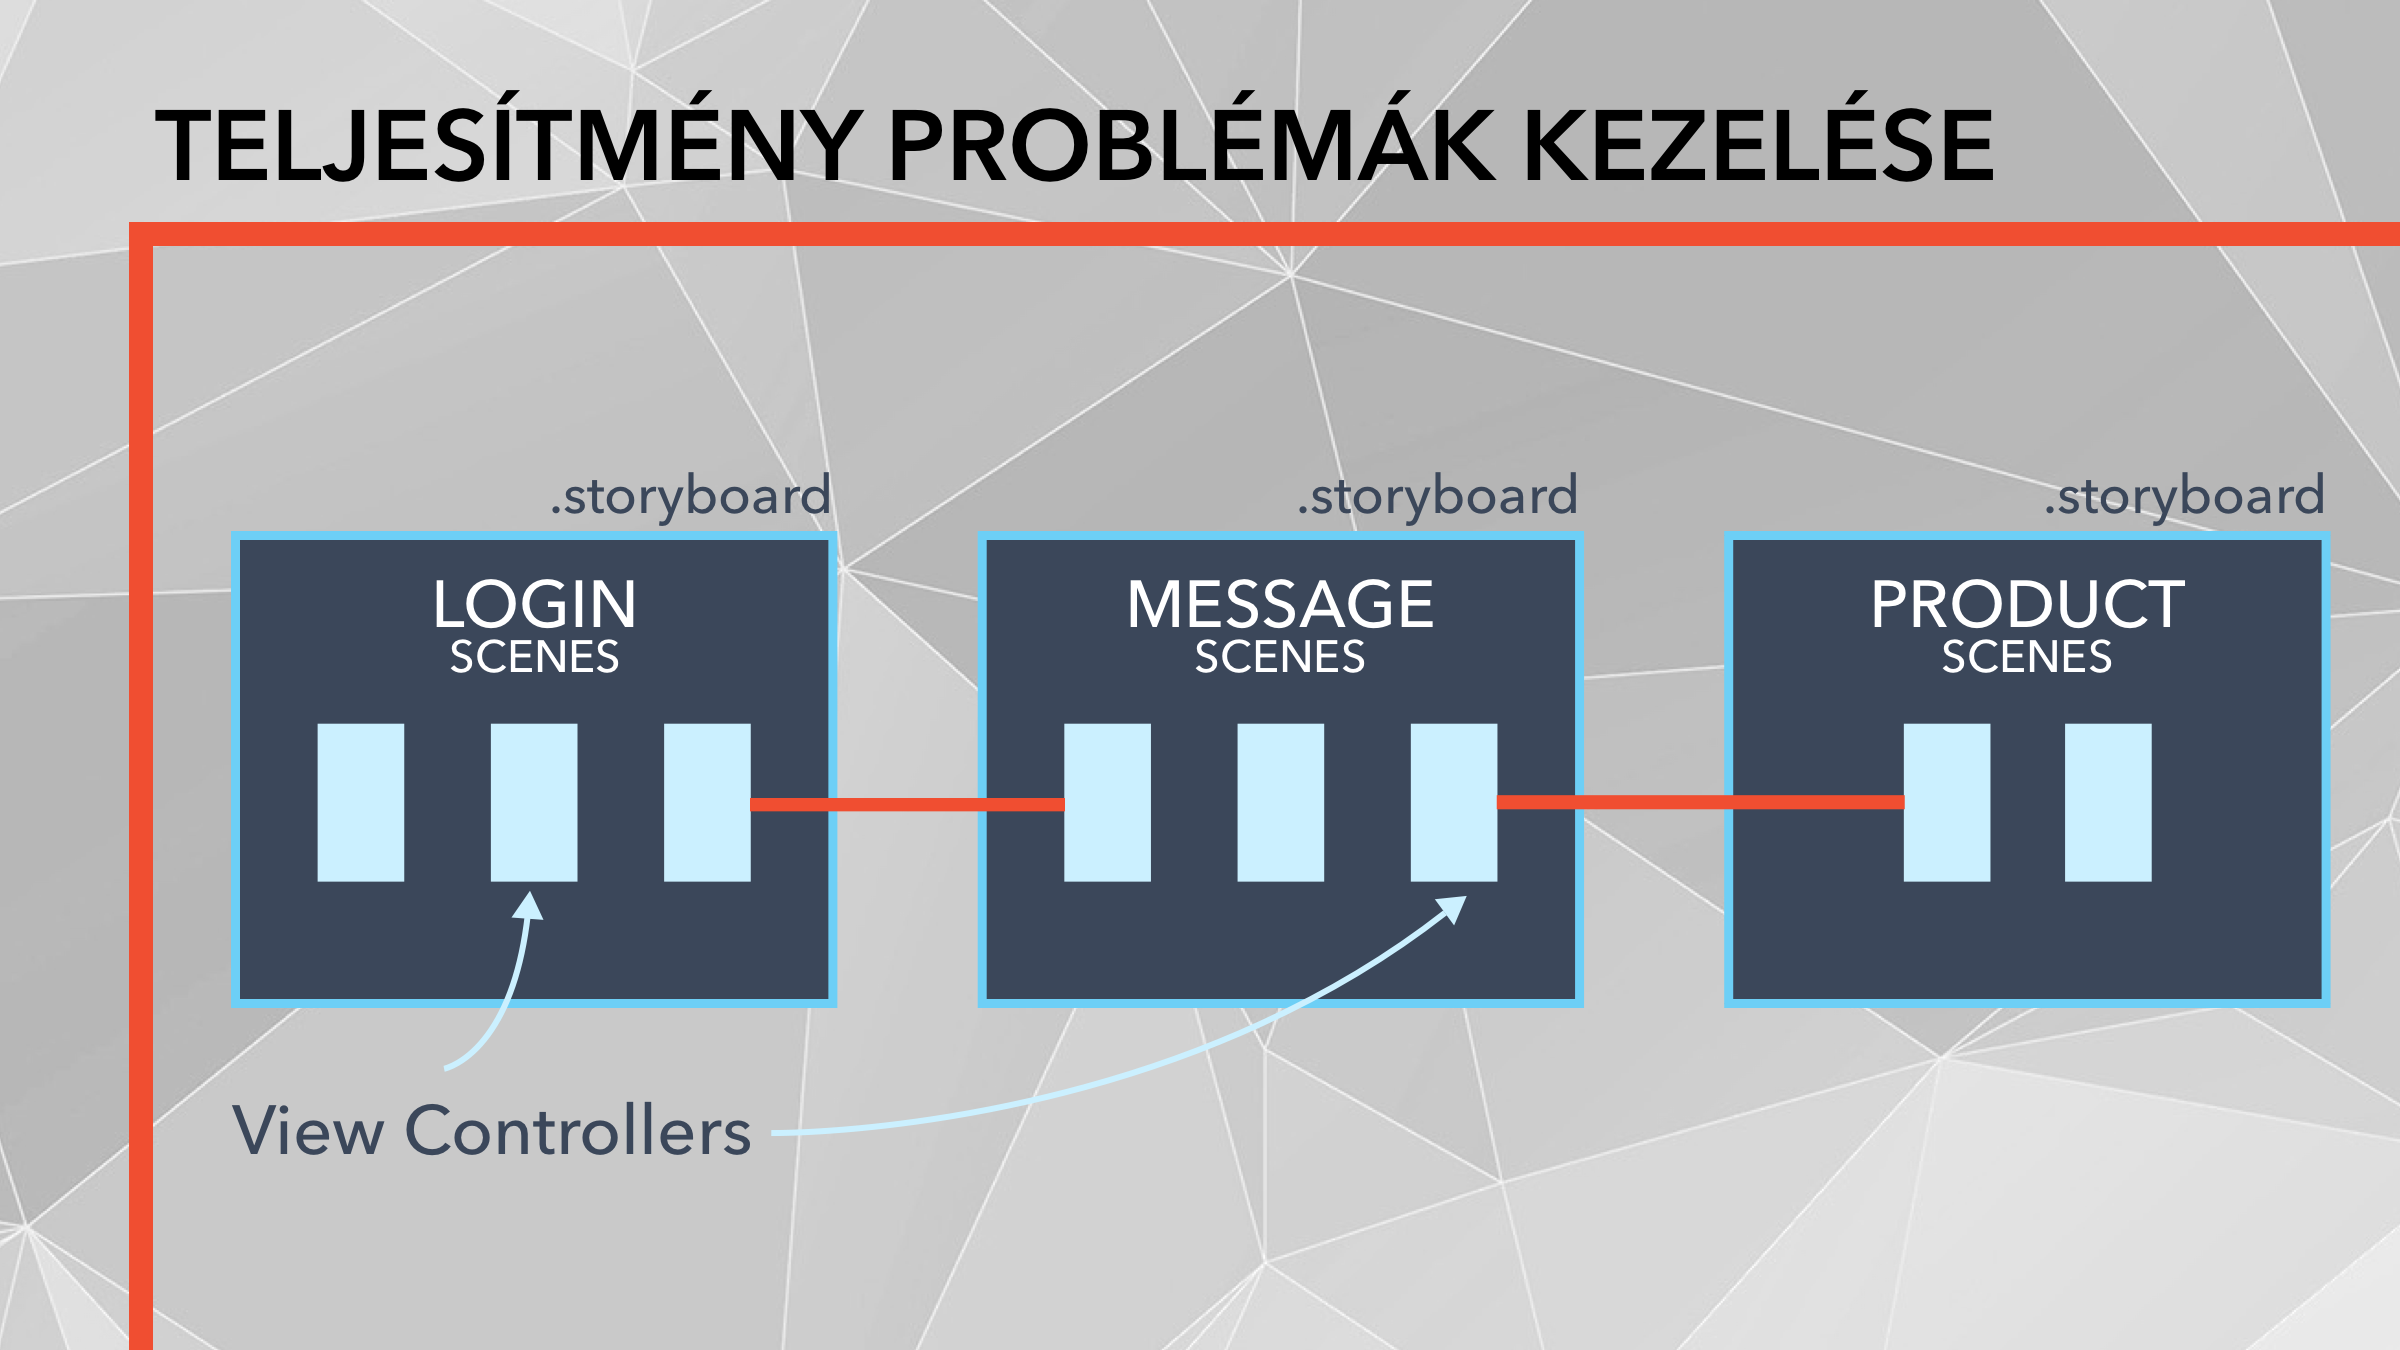 TELJESÍTMÉNY PROBLÉMÁK KEZELÉSE
.storyboard
LOGIN
SCENES
.storyboard
MESSAGE
SCENES
.storyboard
PRODUCT
SCENES
View Controllers